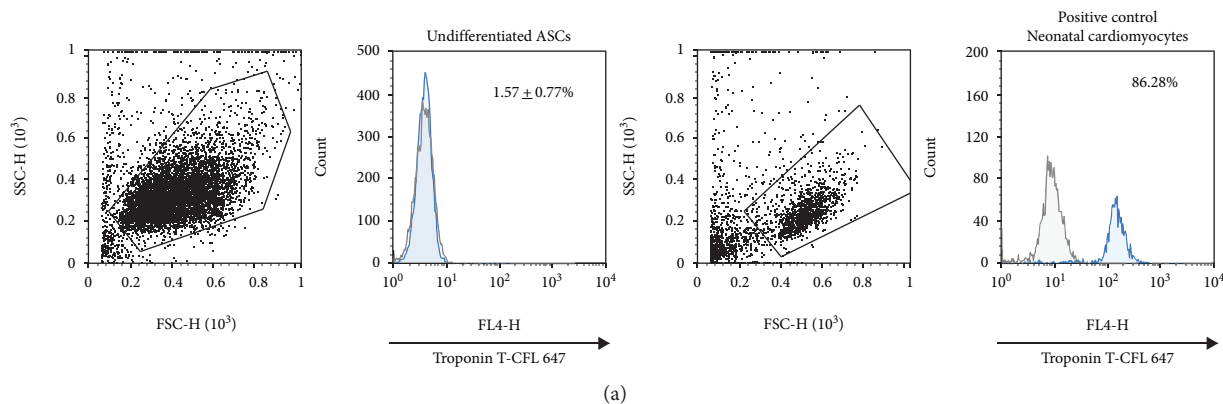 Undifferentiated ASCs
Positive control
Neonatal cardiomyocytes
1
0.8
0.6
0.4
0.2
0
SSC-H (10³)
0 0.2 0.4 0.6 0.8 1
FSC-H (10³)
500
400
300
200
100
0
Count
1.57 ± 0.77%
10⁰ 10¹ 10² 10³ 10⁴
FL4-H
Troponin T-CFL 647
1
0.8
0.6
0.4
0.2
0
SSC-H (10³)
0 0.2 0.4 0.6 0.8 1
FSC-H (10³)
200
160
120
80
40
0
Count
86.28%
10⁰ 10¹ 10² 10³ 10⁴
FL4-H
Troponin T-CFL 647
(a)